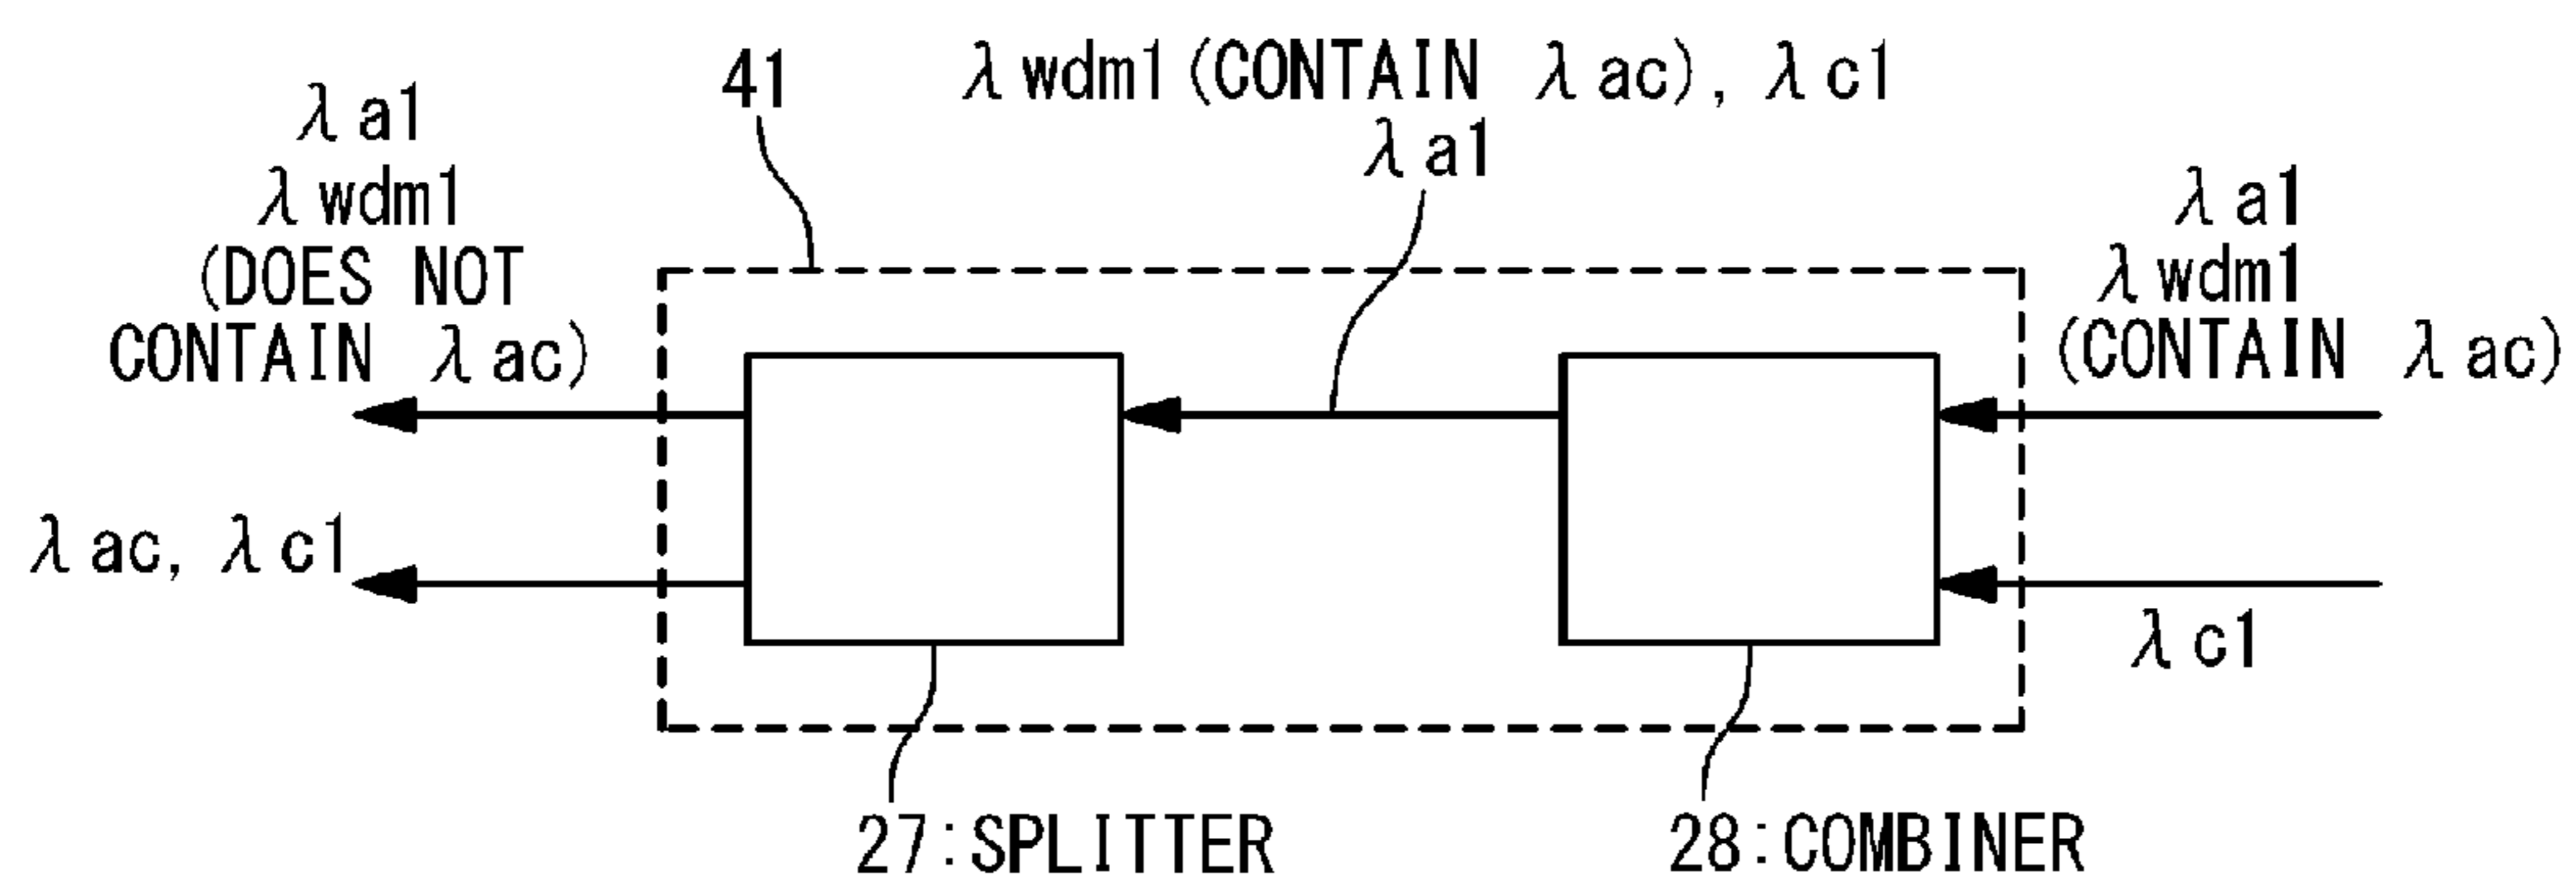 41
λwdm1(CONTAIN λac), λc1
λa1
λa1
λwdm1
(DOES NOT
CONTAIN λac)
λa1
λwdm1
(CONTAIN λac)
λac, λc1
λc1
27:SPLITTER
28:COMBINER